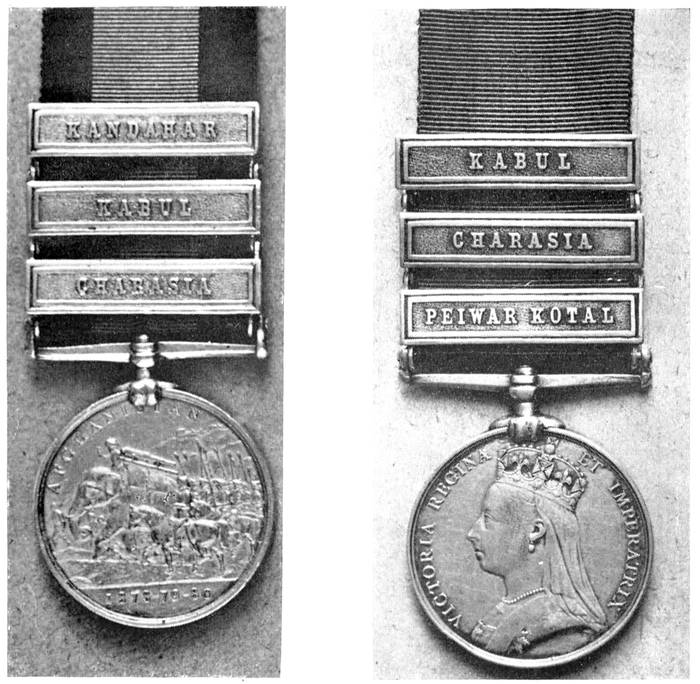 KANDAHAR
KABUL
CHARASIA
AFGHANISTAN
1878-79-80
KABUL
CHARASIA
PEIWAR KOTAL
VICTORIA REGINA ET IMPERATRIX